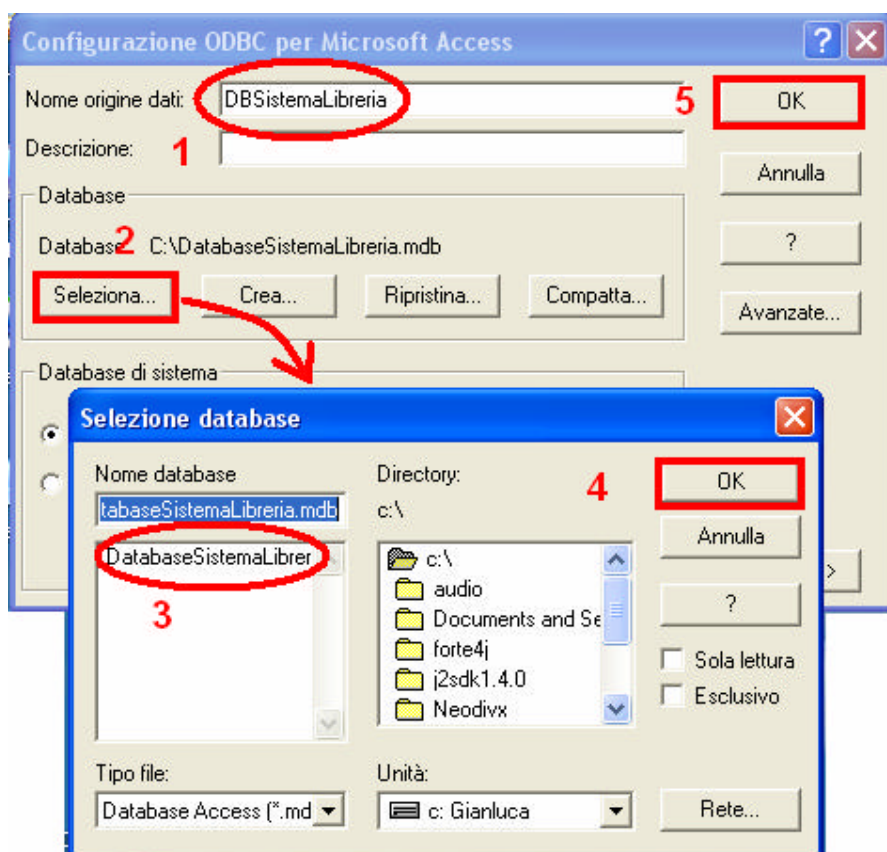 Configurazione ODBC per Microsoft Access
Nome origine dati: DBSistemaLibreria
5 OK
Descrizione:
1
Annulla
Database
Database C:\DatabaseSistemaLibreria.mdb
2
?
Seleziona... Crea... Ripristina... Compatta...
Avanzate...
Database di sistema
Selezione database
Nome database Directory:
4 OK
tabaseSistemaLibreria.mdb c:\
Annulla
DatabaseSistemaLibrer c:\
audio
3
?
Documents and Se
forte4j
Sola lettura
j2sdk1.4.0
Esclusivo
Neodivx
>
Tipo file: Unità:
Database Access (*.md c: Gianluca Rete...